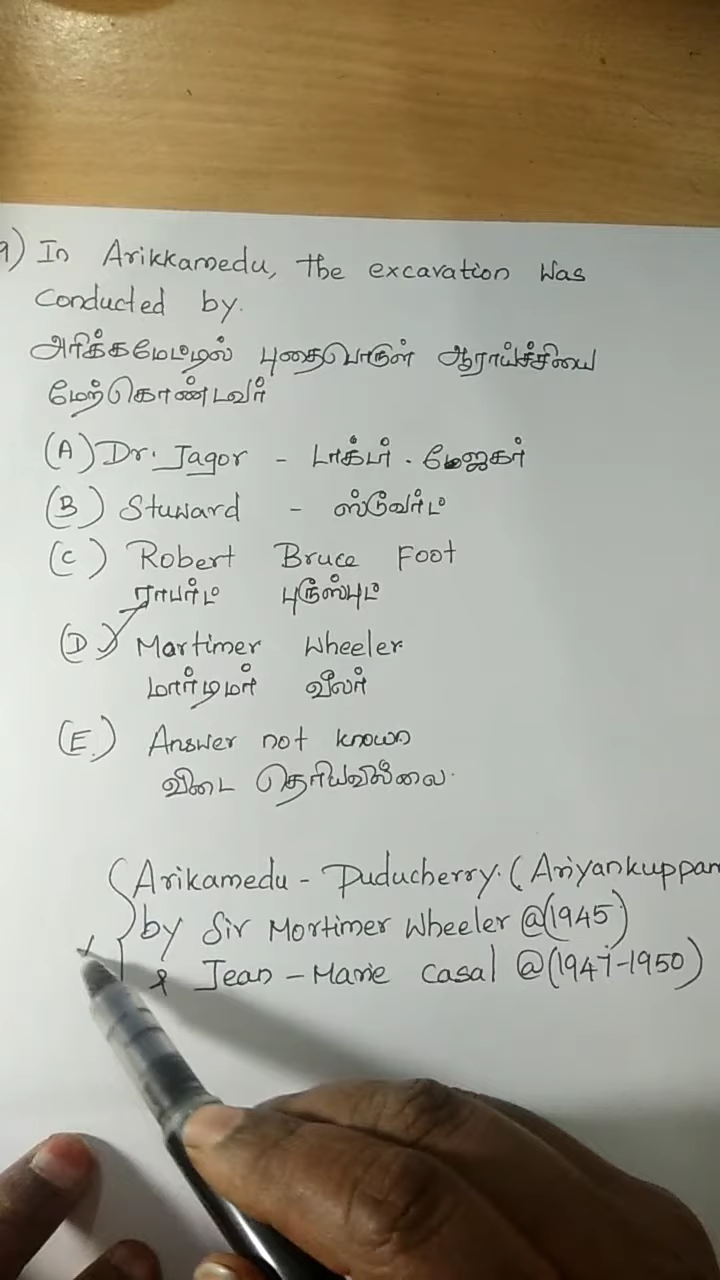 9) In Arikkamedu, the excavation was
conducted by.
அரிக்கமேட்டில் புதைபொருள் ஆராய்ச்சியை
மேற்கொண்டவர்
(A) Dr. Jagor - டாக்டர். ஜேகர்
(B) Stuward - ஸ்டுவர்ட்
(C) Robert Bruce Foot
ராபர்ட் புரூஸ்புட்
(D) Martimer Wheeler
மார்டிமர் வீலர்
(E) Answer not known
விடை தெரியவில்லை.
Arikamedu - Puducherry. (Ariyankuppam
by Sir Mortimer Wheeler @(1945)
& Jean-Marie Casal @(1947-1950)